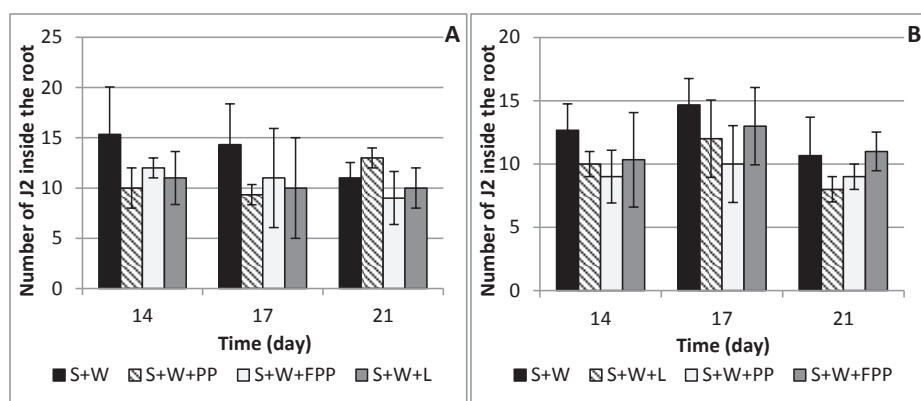 A
Number of J2 inside the root
25
20
15
10
5
0
14 17 21
Time (day)
S+W S+W+PP S+W+FPP S+W+L
B
Number of J2 inside the root
20
15
10
5
0
14 17 21
Time (day)
S+W S+W+L S+W+PP S+W+FPP